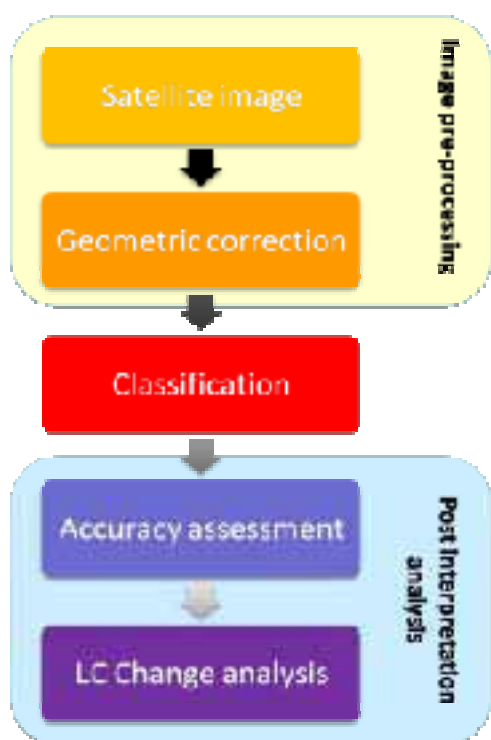 Satellite image
Image pre-processing
Geometric correction
Classification
Accuracy assessment
Post Interpretation
analysis
LC Change analysis